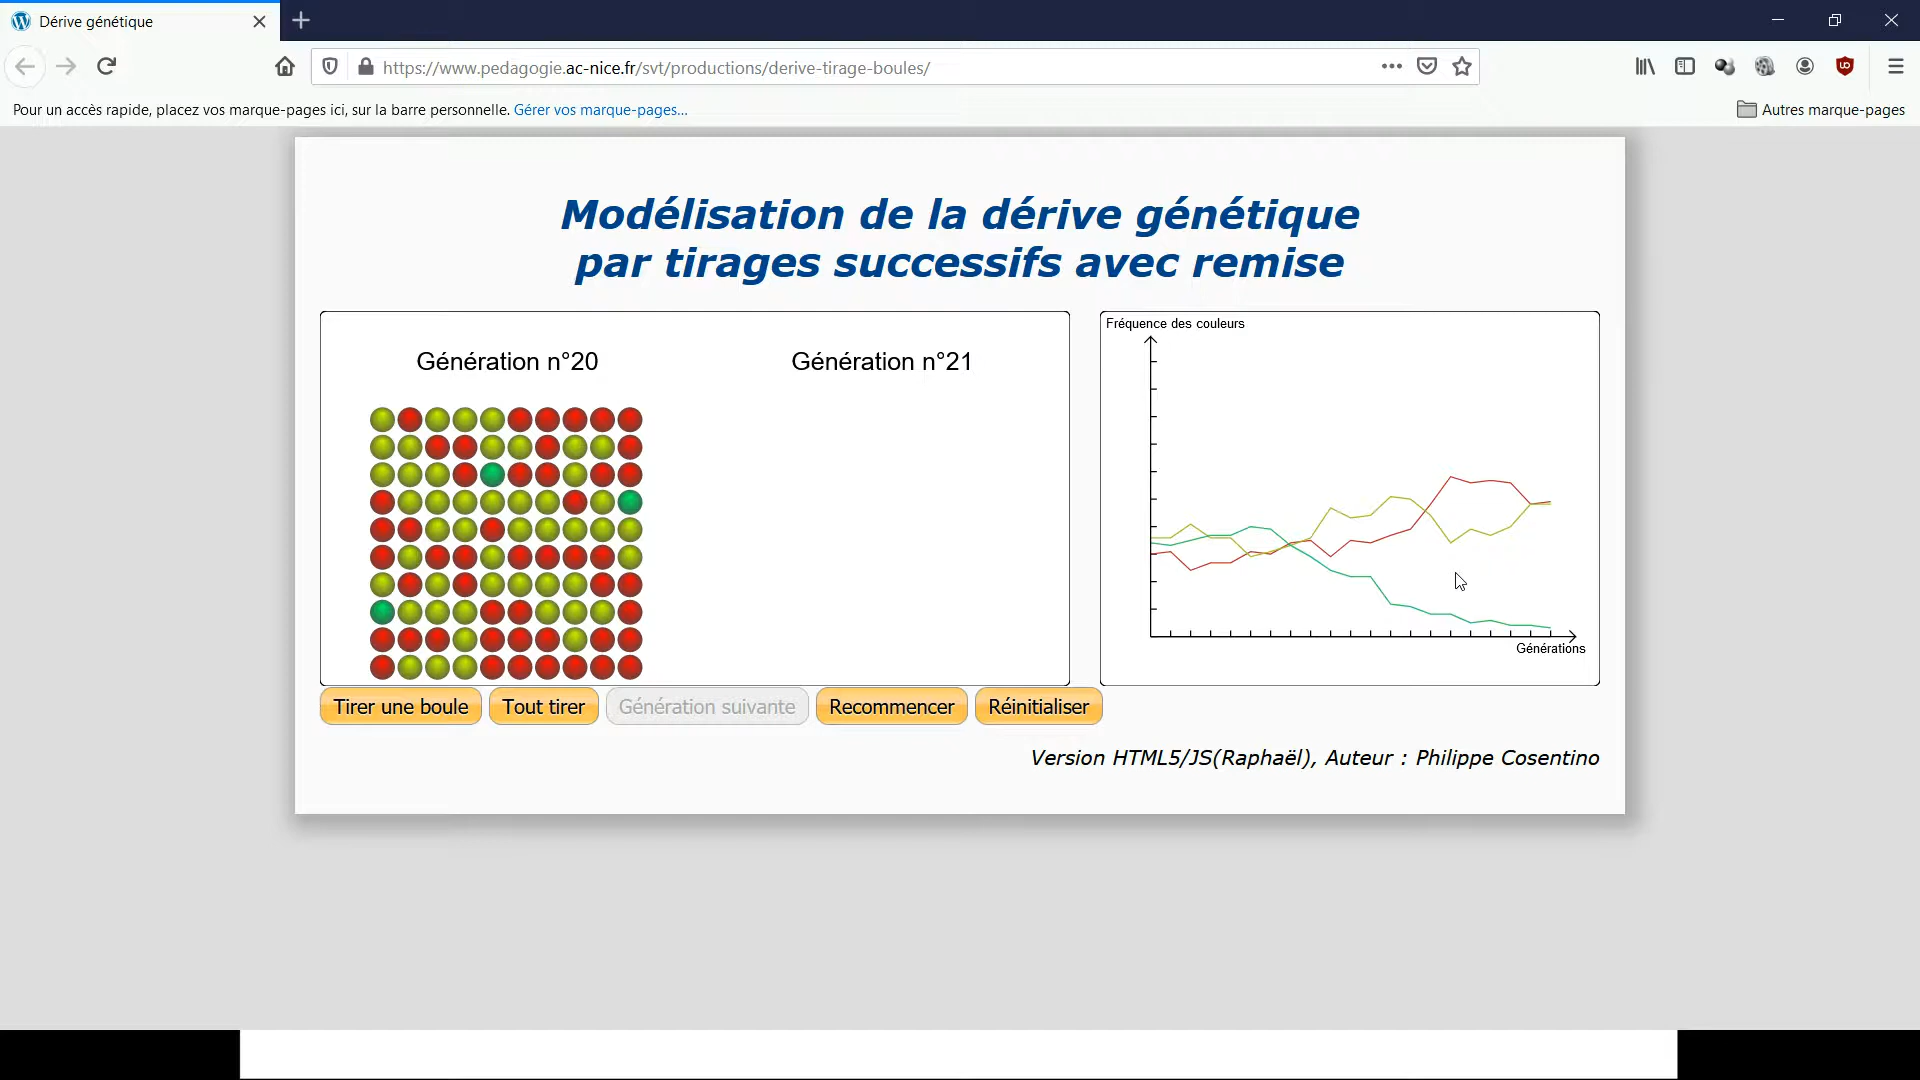 Dérive génétique
https://www.pedagogie.ac-nice.fr/svt/productions/derive-tirage-boules/
Pour un accès rapide, placez vos marque-pages ici, sur la barre personnelle. Gérer vos marque-pages...
Autres marque-pages
Modélisation de la dérive génétique
par tirages successifs avec remise
Génération n°20
Génération n°21
Fréquence des couleurs
Générations
Tirer une boule
Tout tirer
Génération suivante
Recommencer
Réinitialiser
Version HTML5/JS(Raphaël), Auteur : Philippe Cosentino